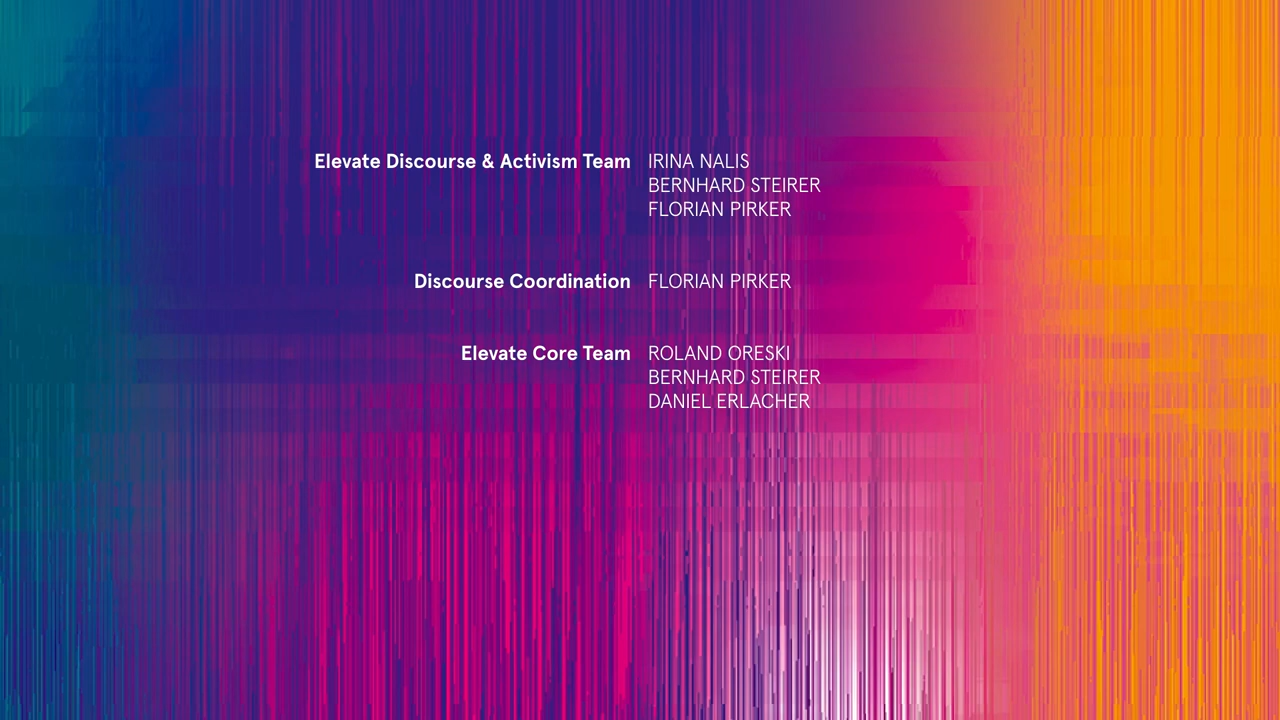 Elevate Discourse & Activism Team IRINA NALIS
BERNHARD STEIRER
FLORIAN PIRKER
Discourse Coordination FLORIAN PIRKER
Elevate Core Team ROLAND ORESKI
BERNHARD STEIRER
DANIEL ERLACHER